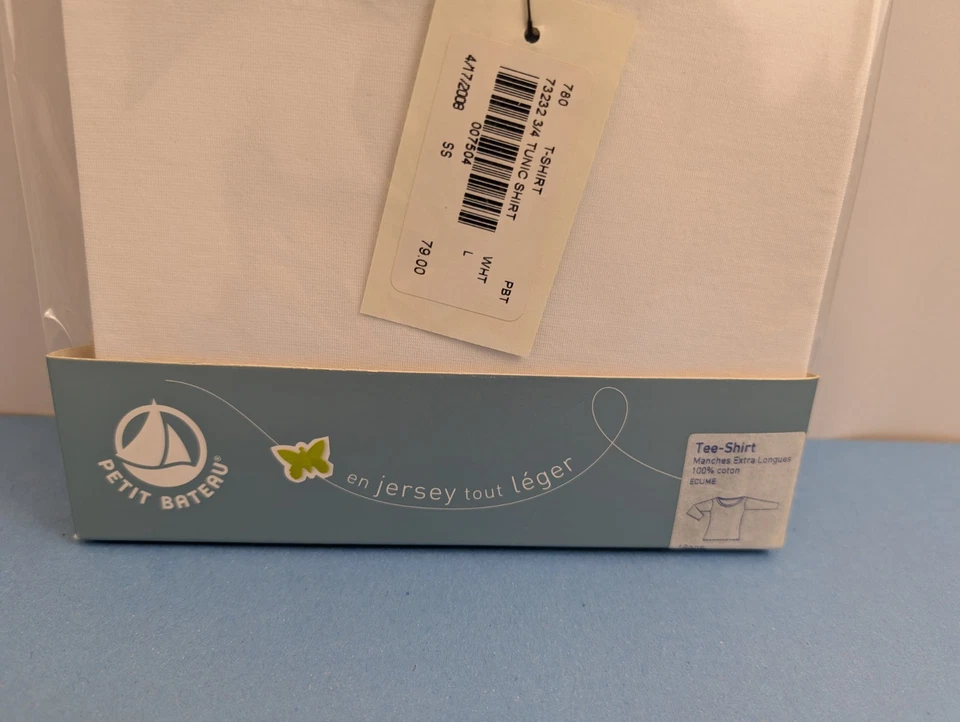 780 T-SHIRT PBT
73232 3/4 TUNIC SHIRT WHT
L
007504
4/17/2008 SS 79.00
PETIT BATEAU®
en jersey tout léger
Tee-Shirt
Manches Extra Longues
100% coton
ECUME